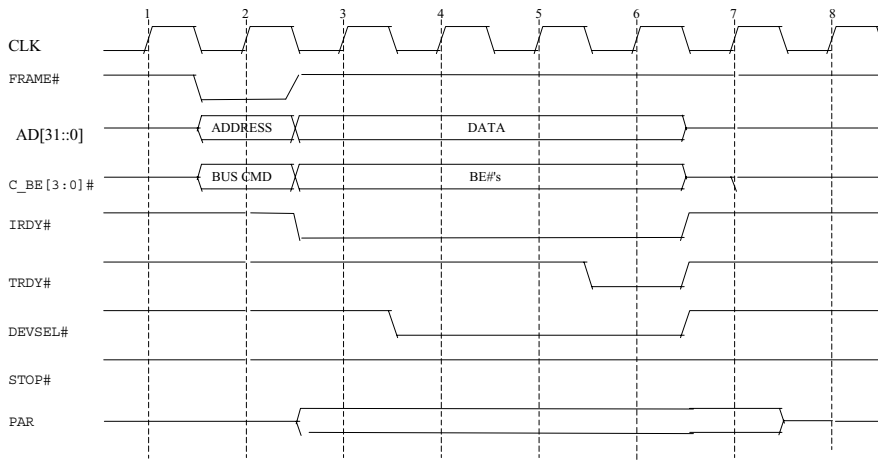 1 2 3 4 5 6 7 8
CLK
FRAME#
AD[31::0] ADDRESS DATA
C_BE[3:0]# BUS CMD BE#'s
IRDY#
TRDY#
DEVSEL#
STOP#
PAR